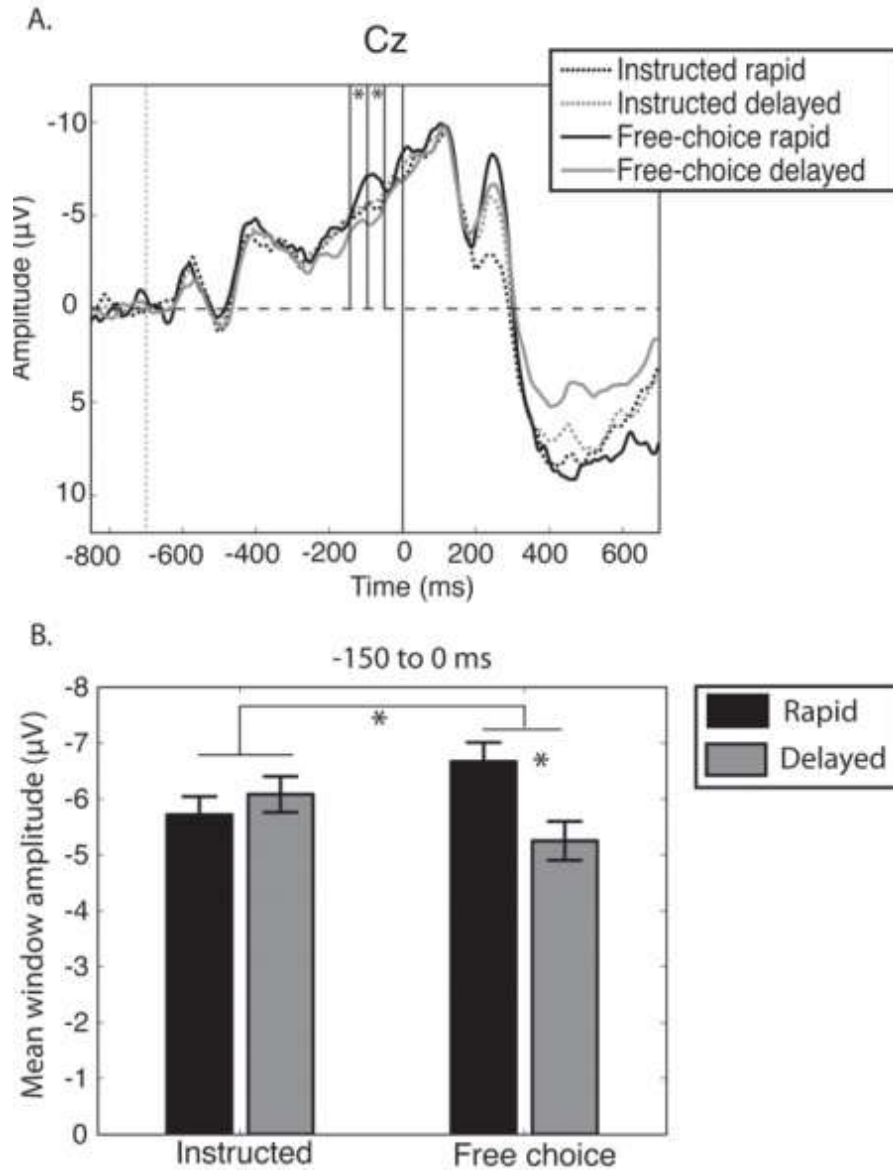 A.
Cz
Instructed rapid
Instructed delayed
Free-choice rapid
Free-choice delayed
* *
-10
-5
0
5
10
Amplitude (µV)
-800 -600 -400 -200 0 200 400 600
Time (ms)
B.
-150 to 0 ms
Rapid
Delayed
* *
-8
-7
-6
-5
-4
-3
-2
-1
0
Mean window amplitude (µV)
Instructed Free choice